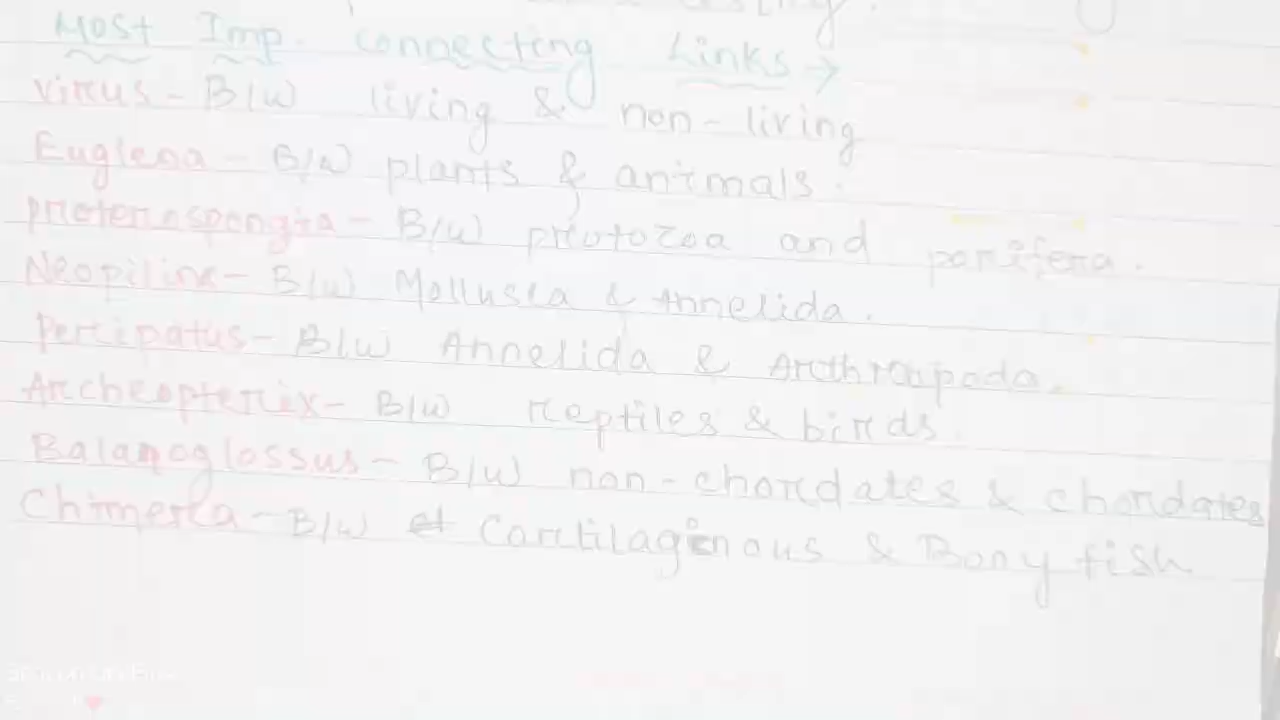 Most Imp. connecting Links →
virus - B/w living & non-living
Euglena - B/w plants & animals.
proterospongia - B/w protozoa and porifera.
Neopilina - B/w Mollusca & Annelida.
Peripatus - B/w Annelida & Arthropoda.
Archeopterix - B/w reptiles & birds.
Balanoglossus - B/w non-chordates & chordates
Chimera - B/w Cartilaginous & Bony fish